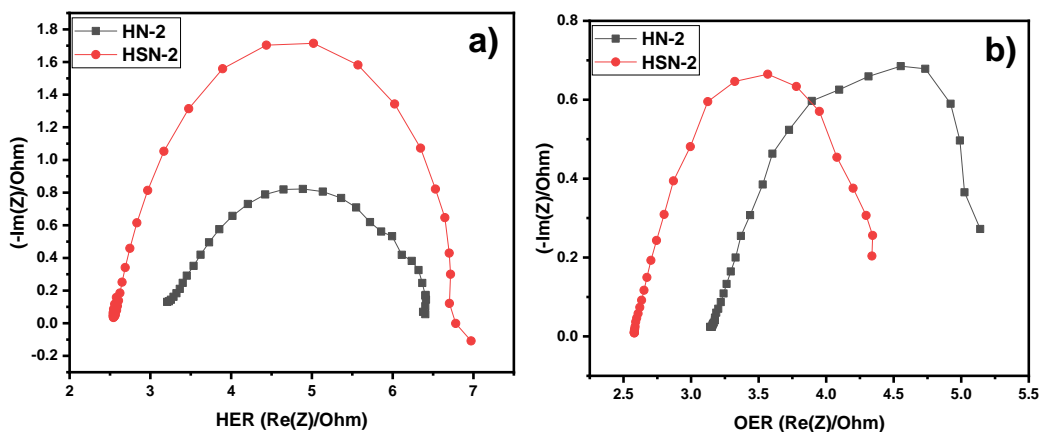 a)
HN-2
HSN-2
(-Im(Z)/Ohm)
-1.8
-1.6
-1.4
-1.2
-1.0
-0.8
-0.6
-0.4
-0.2
0.0
-0.2
2
3
4
5
6
7
HER (Re(Z)/Ohm)
b)
HN-2
HSN-2
(-Im(Z)/Ohm)
-0.8
0.6
0.4
0.2
0.0
2.5
3.0
3.5
4.0
4.5
5.0
5.5
OER (Re(Z)/Ohm)